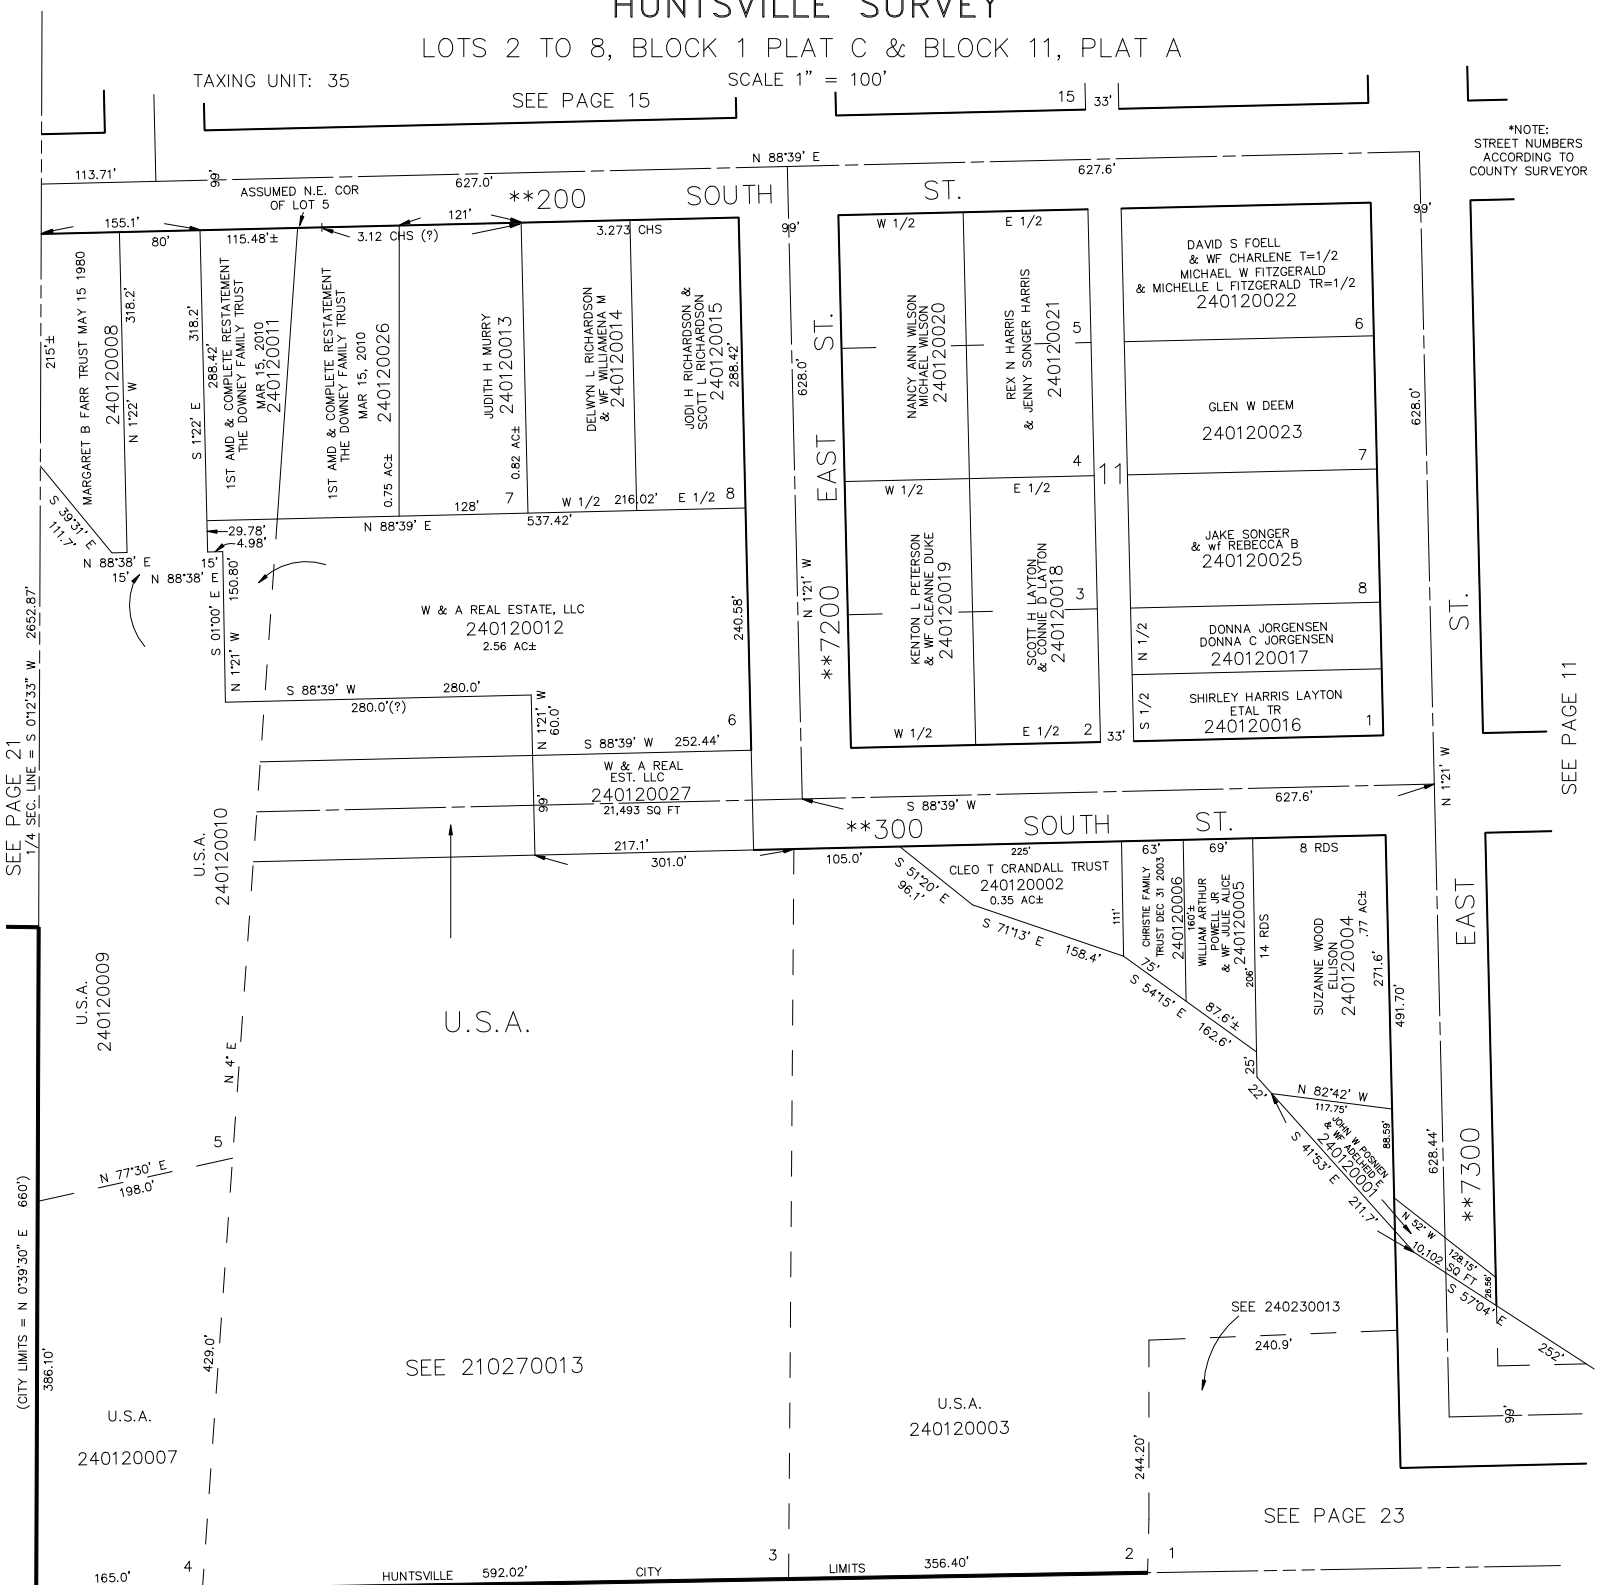 HUNTSVILLE SURVEY
LOTS 2 TO 8, BLOCK 1 PLAT C & BLOCK 11, PLAT A
TAXING UNIT: 35
SCALE 1" = 100'
SEE PAGE 15
15
33'
*NOTE:
STREET NUMBERS
ACCORDING TO
COUNTY SURVEYOR
113.71'
99'
N 88°39' E
627.0'
627.6'
ASSUMED N.E. COR
OF LOT 5
**200 SOUTH ST.
99'
99'
155.1'
80'
115.48'±
3.12 CHS (?)
121'
3.273 CHS
W 1/2
E 1/2
215'±
MARGARET B FARR TRUST MAY 15 1980
240120008
N 1°22' W
318.2'
318.2'
S 1°22' E
288.42'
1ST AMD & COMPLETE RESTATEMENT
THE DOWNEY FAMILY TRUST
MAR 15, 2010
240120011
1ST AMD & COMPLETE RESTATEMENT
THE DOWNEY FAMILY TRUST
MAR 15, 2010
240120026
0.75 AC±
JUDITH H MURRY
240120013
0.82 AC±
7
DELWYN L RICHARDSON
& WF WILLIAMENA M
240120014
JODI H RICHARDSON &
SCOTT L RICHARDSON
240120015
288.42'
W 1/2
216.02'
E 1/2
8
128'
N 88°39' E
537.42'
S 39°31' E
111.7'
N 88°38' E
15'
N 88°38' E
15'
29.78'
4.98'
S 01°00' E
150.80'
N 1°21' W
W & A REAL ESTATE, LLC
240120012
2.56 AC±
240.58'
S 88°39' W
280.0'
280.0'(?)
N 1°21' W
60.0'
6
S 88°39' W 252.44'
W & A REAL
EST. LLC
240120027
21,493 SQ FT
99'
217.1'
301.0'
628.0'
N 1°21' W
**7200 EAST ST.
NANCY ANN WILSON
MICHAEL WILSON
240120020
REX N HARRIS
& JENNY SONGER HARRIS
240120021
5
4
W 1/2
E 1/2
11
KENTON L PETERSON
& WF CLEANNE DUKE
240120019
SCOTT H LAYTON
& CONNIE D LAYTON
240120018
3
W 1/2
E 1/2
2
33'
DAVID S FOELL
& WF CHARLENE T=1/2
MICHAEL W FITZGERALD
& MICHELLE L FITZGERALD TR=1/2
240120022
6
GLEN W DEEM
240120023
7
JAKE SONGER
& wf REBECCA B
240120025
8
N 1/2
DONNA JORGENSEN
DONNA C JORGENSEN
240120017
S 1/2
SHIRLEY HARRIS LAYTON
ETAL TR
240120016
1
628.0'
N 1°21' W
SEE PAGE 11
SEE PAGE 21
1/4 SEC. LINE = S 0°12'33" W 2652.87'
S 88°39' W
627.6'
**300 SOUTH ST.
105.0'
225'
CLEO T CRANDALL TRUST
240120002
0.35 AC±
S 51°20' E
96.1'
S 71°13' E
158.4'
111'
63'
CHRISTIE FAMILY
TRUST DEC 31 2003
240120006
160'±
75'
69'
WILLIAM ARTHUR
POWELL JR
& WF JULIE ALICE
240120005
206'
S 54°15' E
162.6'
87.6'±
8 RDS
14 RDS
SUZANNE WOOD
ELLISON
240120004
.77 AC±
271.6'
491.70'
25'
22'
N 82°42' W
117.75'
JOHN W POSNIEN
& WF ADELHEID E
240120001
88.59'
S 41°53' E
211.7'
N 52° W
128.15'
10,102 SQ FT
26.56'
S 57°04' E
252'
628.44'
**7300 EAST ST.
99'
U.S.A.
240120010
U.S.A.
240120009
U.S.A.
N 4° E
5
N 77°30' E
198.0'
(CITY LIMITS = N 0°39'30" E 660')
386.10'
429.0'
SEE 210270013
U.S.A.
240120007
U.S.A.
240120003
SEE 240230013
240.9'
244.20'
SEE PAGE 23
165.0'
4
HUNTSVILLE
592.02'
CITY
3
LIMITS
356.40'
2
1